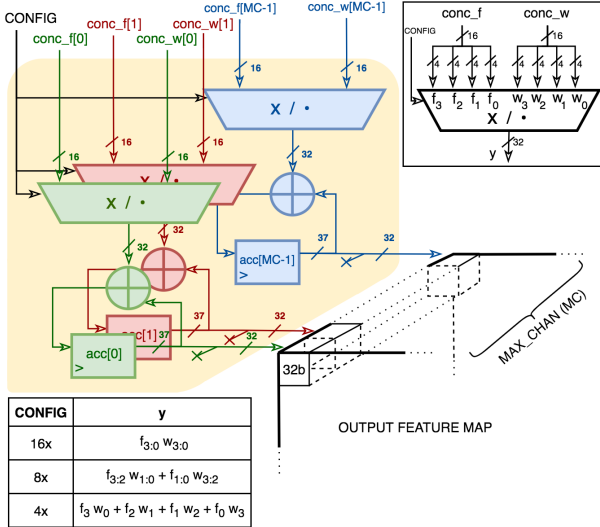 CONFIG
conc_f[0]
conc_f[1]
conc_w[0]
conc_w[1]
conc_f[MC-1]
conc_w[MC-1]
16
16
X / •
32
16
16
16
16
X / •
X / •
32
32
acc[MC-1]
>
37
32
acc[1]
37
32
acc[0]
>
37
32
32b
MAX_CHAN (MC)
OUTPUT FEATURE MAP
conc_f
conc_w
CONFIG
16
16
4
4
4
4
4
4
4
4
f3 f2 f1 f0 w3 w2 w1 w0
X / •
y
32
CONFIG y
16x f3:0 w3:0
8x f3:2 w1:0 + f1:0 w3:2
4x f3 w0 + f2 w1 + f1 w2 + f0 w3